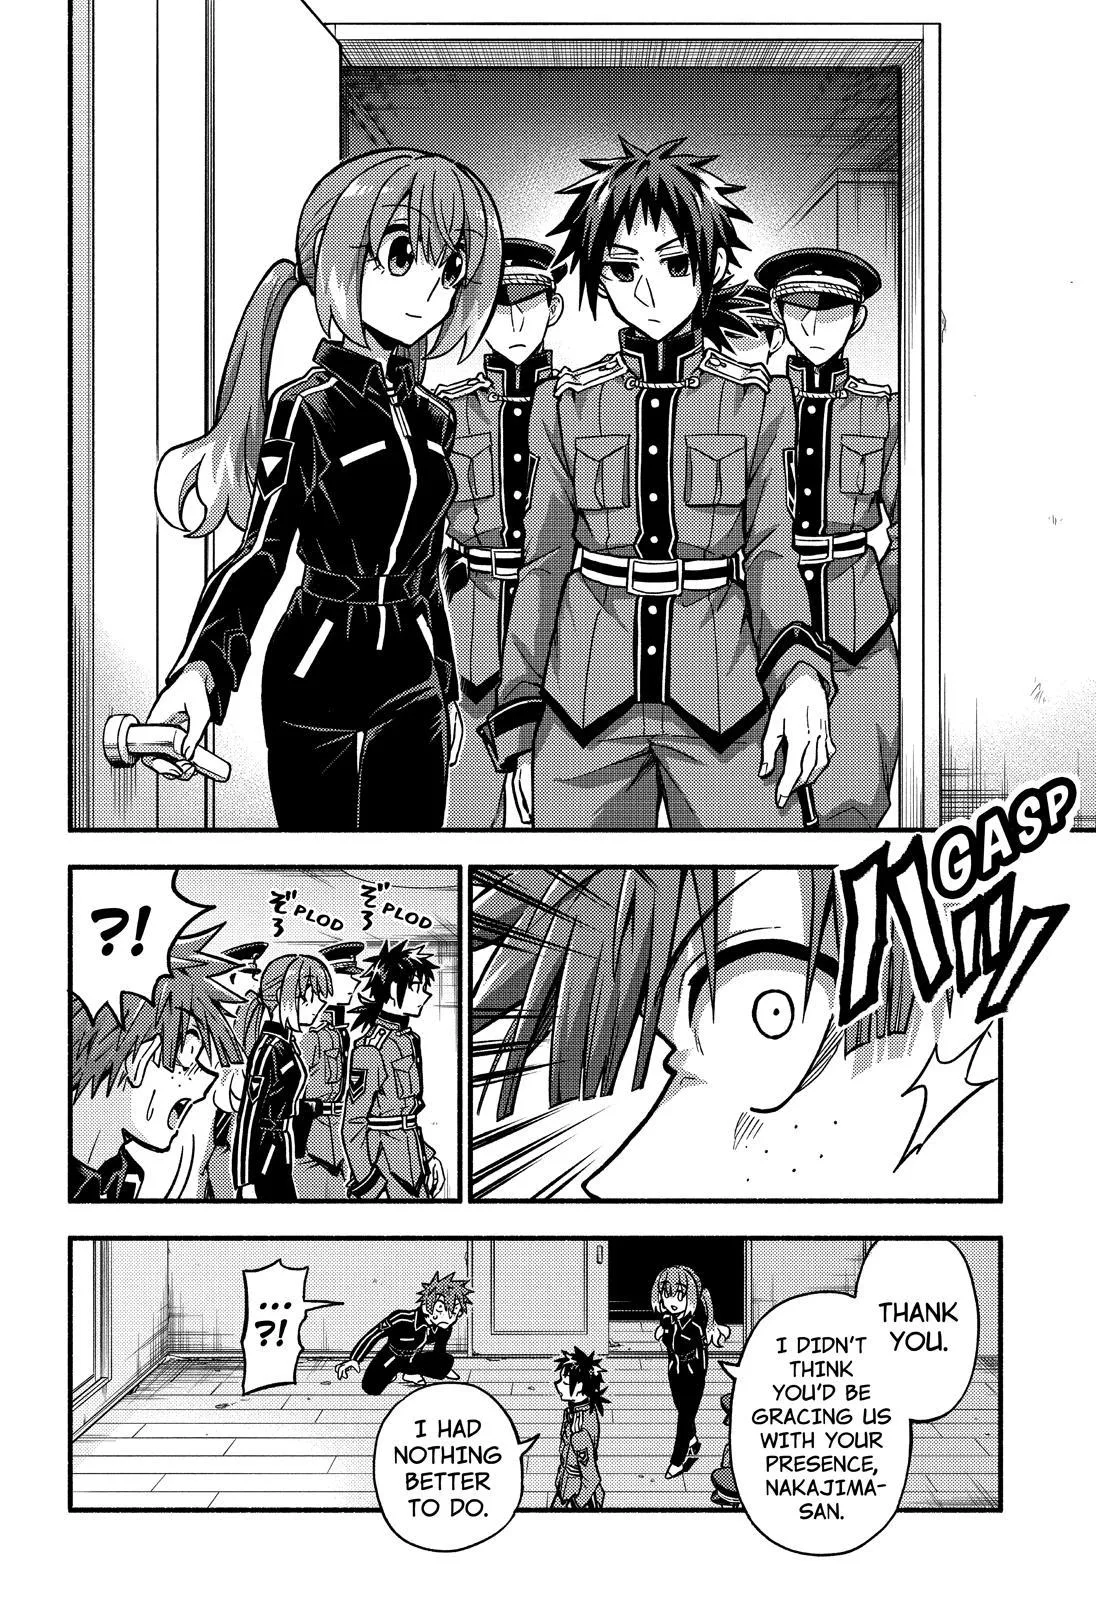 GASP
バッ
?!
ぞろ
PLOD
ぞろ
PLOD
THANK
YOU.
I DIDN'T
THINK
YOU'D BE
GRACING US
WITH YOUR
PRESENCE,
NAKAJIMA-
SAN.
I HAD
NOTHING
BETTER
TO DO.
...
?!